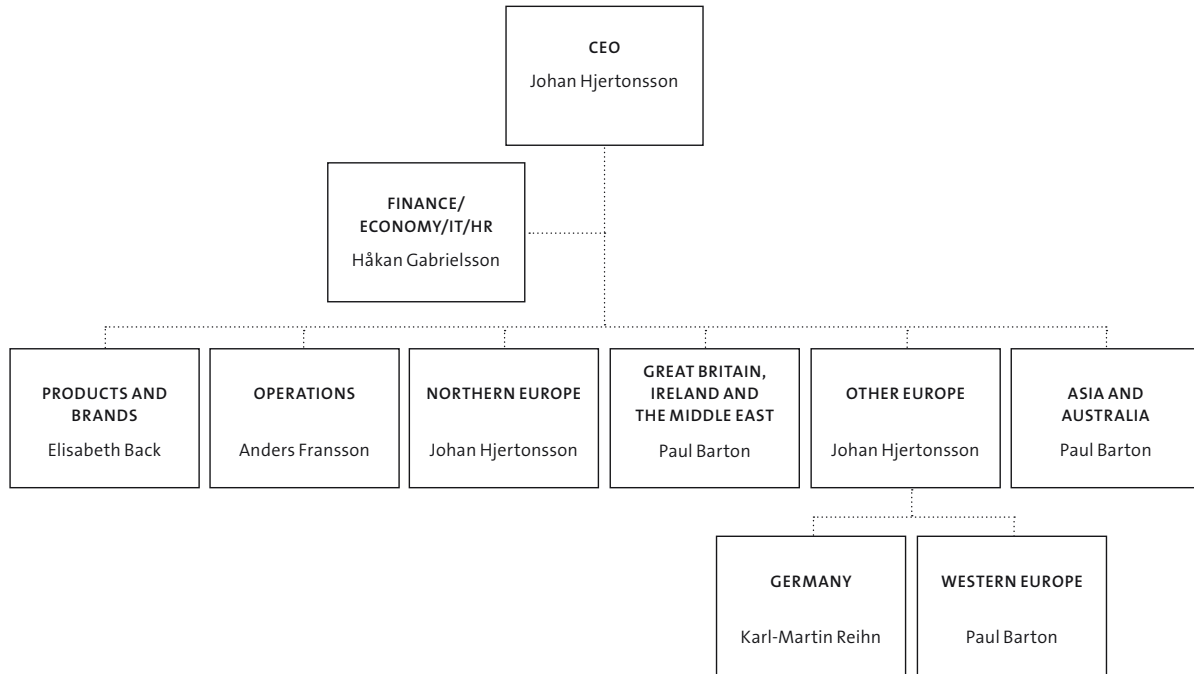 CEO
Johan Hjertonsson
FINANCE/
ECONOMY/IT/HR
Håkan Gabrielsson
PRODUCTS AND
BRANDS
Elisabeth Back
OPERATIONS
Anders Fransson
NORTHERN EUROPE
Johan Hjertonsson
GREAT BRITAIN,
IRELAND AND
THE MIDDLE EAST
Paul Barton
OTHER EUROPE
Johan Hjertonsson
ASIA AND
AUSTRALIA
Paul Barton
GERMANY
Karl-Martin Reihn
WESTERN EUROPE
Paul Barton